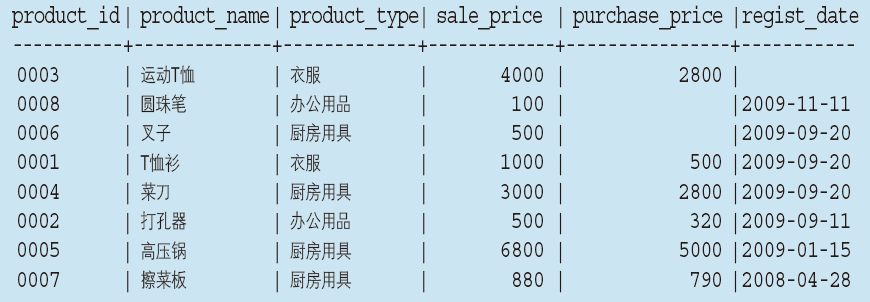 product_id| product_name| product_type| sale_price | purchase_price |regist_date
----------+-------------+-------------+------------+----------------+-----------
0003 | 运动T恤 | 衣服 | 4000 | 2800 |
0008 | 圆珠笔 | 办公用品 | 100 | |2009-11-11
0006 | 叉子 | 厨房用具 | 500 | |2009-09-20
0001 | T恤衫 | 衣服 | 1000 | 500 |2009-09-20
0004 | 菜刀 | 厨房用具 | 3000 | 2800 |2009-09-20
0002 | 打孔器 | 办公用品 | 500 | 320 |2009-09-11
0005 | 高压锅 | 厨房用具 | 6800 | 5000 |2009-01-15
0007 | 擦菜板 | 厨房用具 | 880 | 790 |2008-04-28